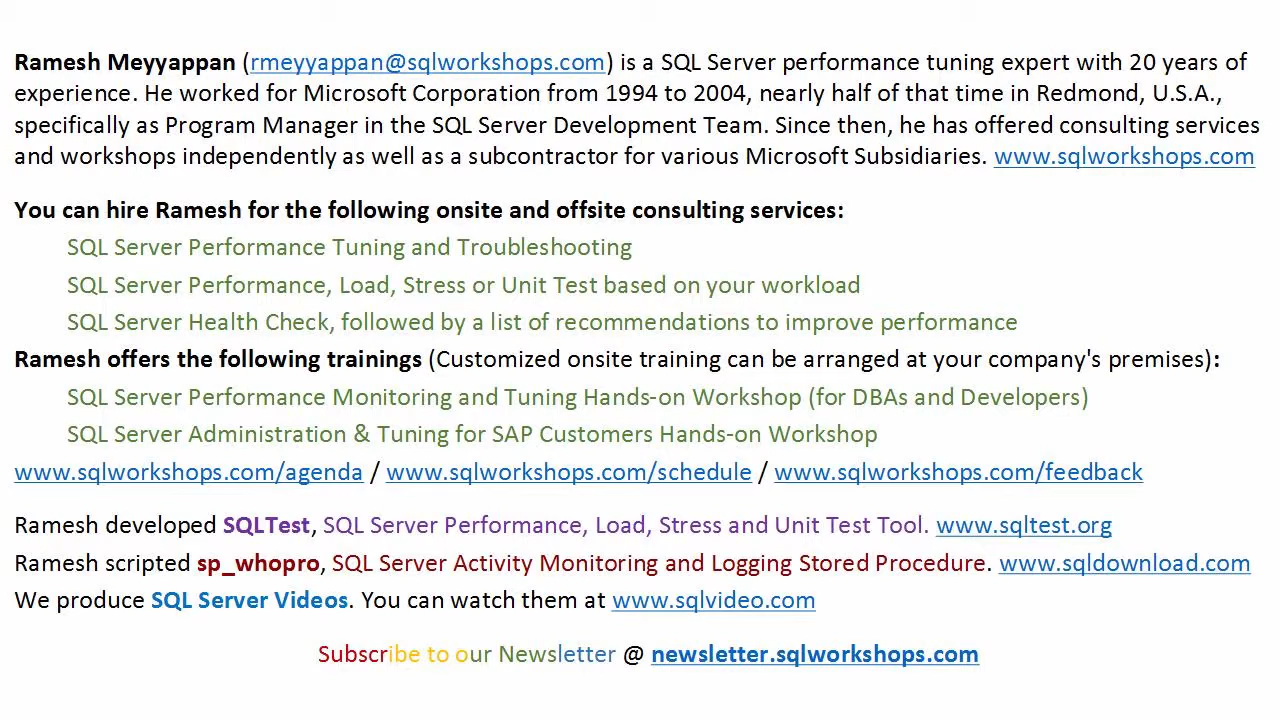 Ramesh Meyyappan (rmeyyappan@sqlworkshops.com) is a SQL Server performance tuning expert with 20 years of
experience. He worked for Microsoft Corporation from 1994 to 2004, nearly half of that time in Redmond, U.S.A.,
specifically as Program Manager in the SQL Server Development Team. Since then, he has offered consulting services
and workshops independently as well as a subcontractor for various Microsoft Subsidiaries. www.sqlworkshops.com
You can hire Ramesh for the following onsite and offsite consulting services:
SQL Server Performance Tuning and Troubleshooting
SQL Server Performance, Load, Stress or Unit Test based on your workload
SQL Server Health Check, followed by a list of recommendations to improve performance
Ramesh offers the following trainings (Customized onsite training can be arranged at your company's premises):
SQL Server Performance Monitoring and Tuning Hands-on Workshop (for DBAs and Developers)
SQL Server Administration & Tuning for SAP Customers Hands-on Workshop
www.sqlworkshops.com/agenda / www.sqlworkshops.com/schedule / www.sqlworkshops.com/feedback
Ramesh developed SQLTest, SQL Server Performance, Load, Stress and Unit Test Tool. www.sqltest.org
Ramesh scripted sp_whopro, SQL Server Activity Monitoring and Logging Stored Procedure. www.sqldownload.com
We produce SQL Server Videos. You can watch them at www.sqlvideo.com
Subscribe to our Newsletter @ newsletter.sqlworkshops.com